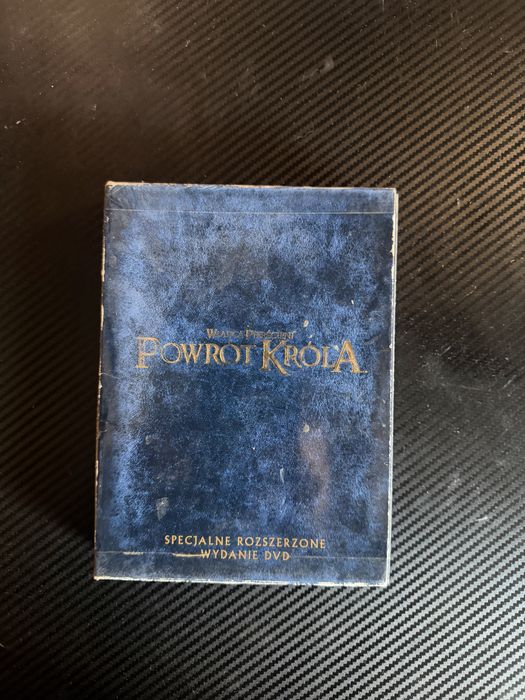 Władca Pierścieni
Powrót Króla
SPECJALNE ROZSZERZONE
WYDANIE DVD